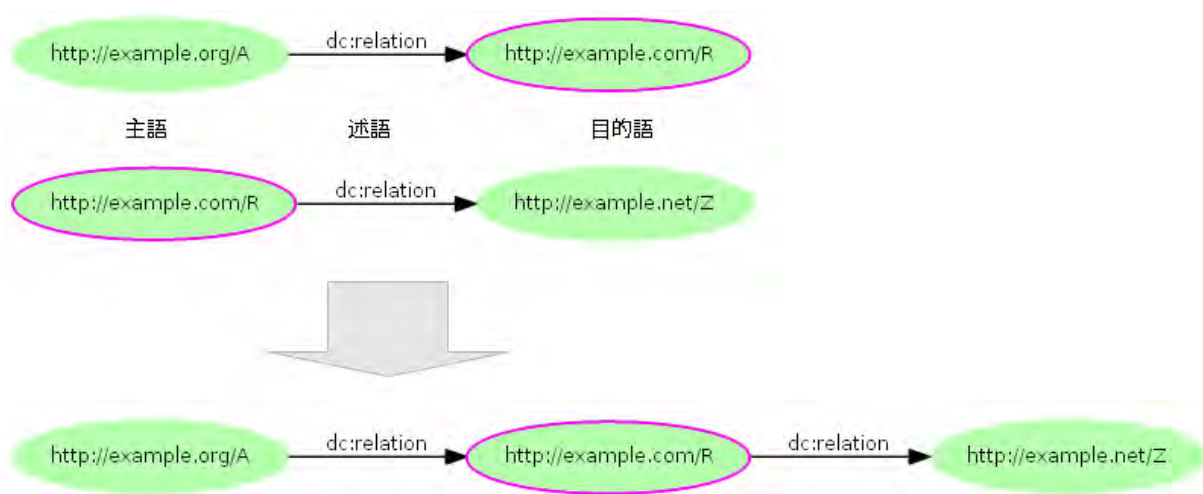 http://example.org/A dc:relation http://example.com/R
主語 述語 目的語
http://example.com/R dc:relation http://example.net/Z
http://example.org/A dc:relation http://example.com/R dc:relation http://example.net/Z